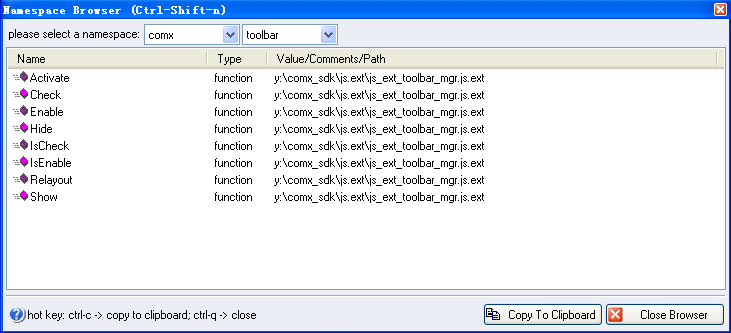 Namespace Browser (Ctrl-Shift-n)
please select a namespace: comx toolbar
Name Type Value/Comments/Path
Activate function y:\comx_sdk\js.ext\js_ext_toolbar_mgr.js.ext
Check function y:\comx_sdk\js.ext\js_ext_toolbar_mgr.js.ext
Enable function y:\comx_sdk\js.ext\js_ext_toolbar_mgr.js.ext
Hide function y:\comx_sdk\js.ext\js_ext_toolbar_mgr.js.ext
IsCheck function y:\comx_sdk\js.ext\js_ext_toolbar_mgr.js.ext
IsEnable function y:\comx_sdk\js.ext\js_ext_toolbar_mgr.js.ext
Relayout function y:\comx_sdk\js.ext\js_ext_toolbar_mgr.js.ext
Show function y:\comx_sdk\js.ext\js_ext_toolbar_mgr.js.ext
hot key: ctrl-c -> copy to clipboard; ctrl-q -> close Copy To Clipboard Close Browser